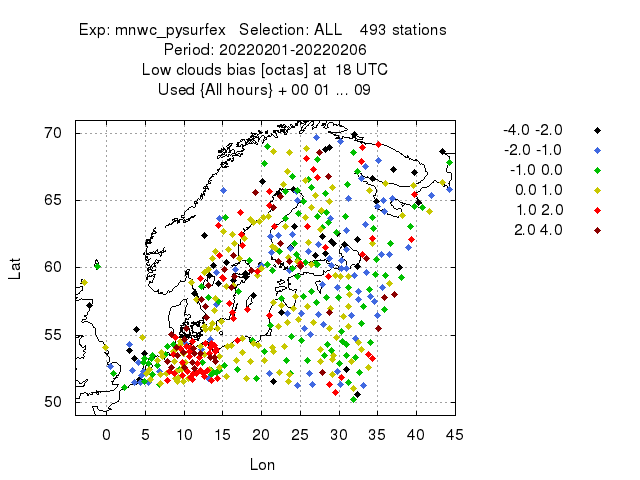 Exp: mnwc_pysurfex Selection: ALL 493 stations
Period: 20220201-20220206
Low clouds bias [octas] at 18 UTC
Used {All hours} + 00 01 ... 09
-4.0 -2.0
-2.0 -1.0
-1.0 0.0
0.0 1.0
1.0 2.0
2.0 4.0
70
65
60
55
50
Lat
0 5 10 15 20 25 30 35 40 45
Lon